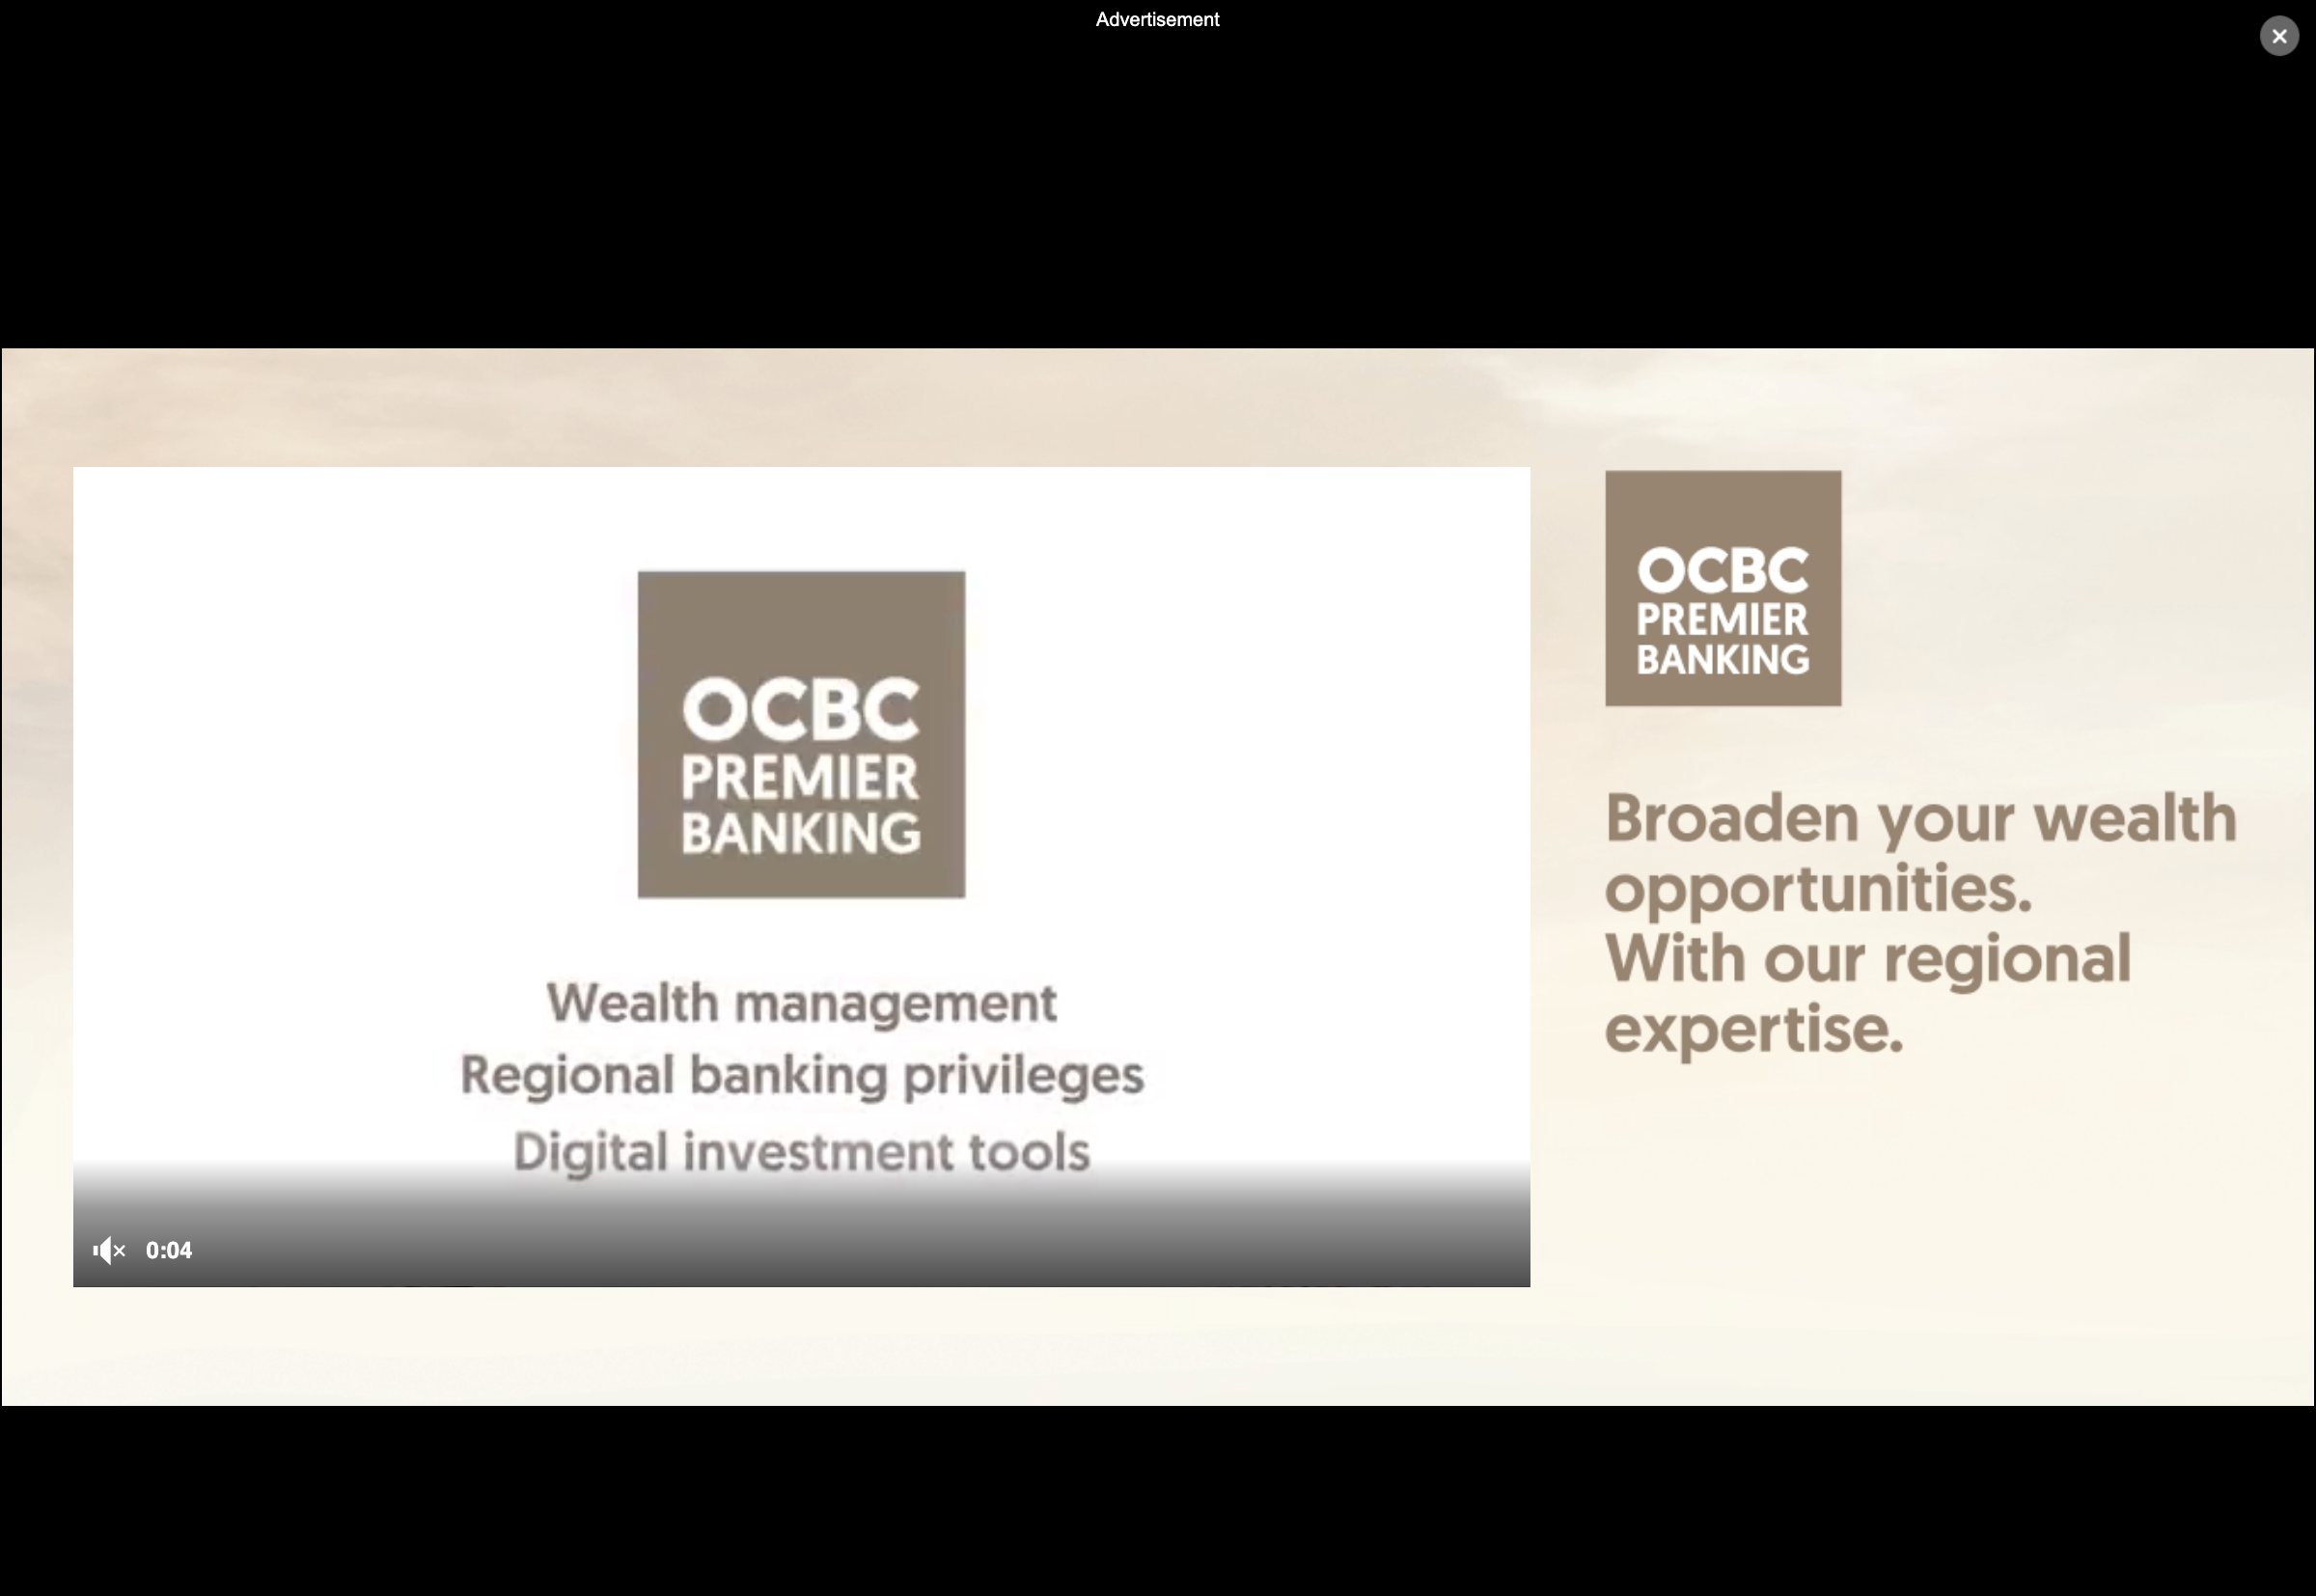 Advertisement
OCBC
PREMIER
BANKING
Wealth management
Regional banking privileges
Digital investment tools
0:04
OCBC
PREMIER
BANKING
Broaden your wealth
opportunities.
With our regional
expertise.